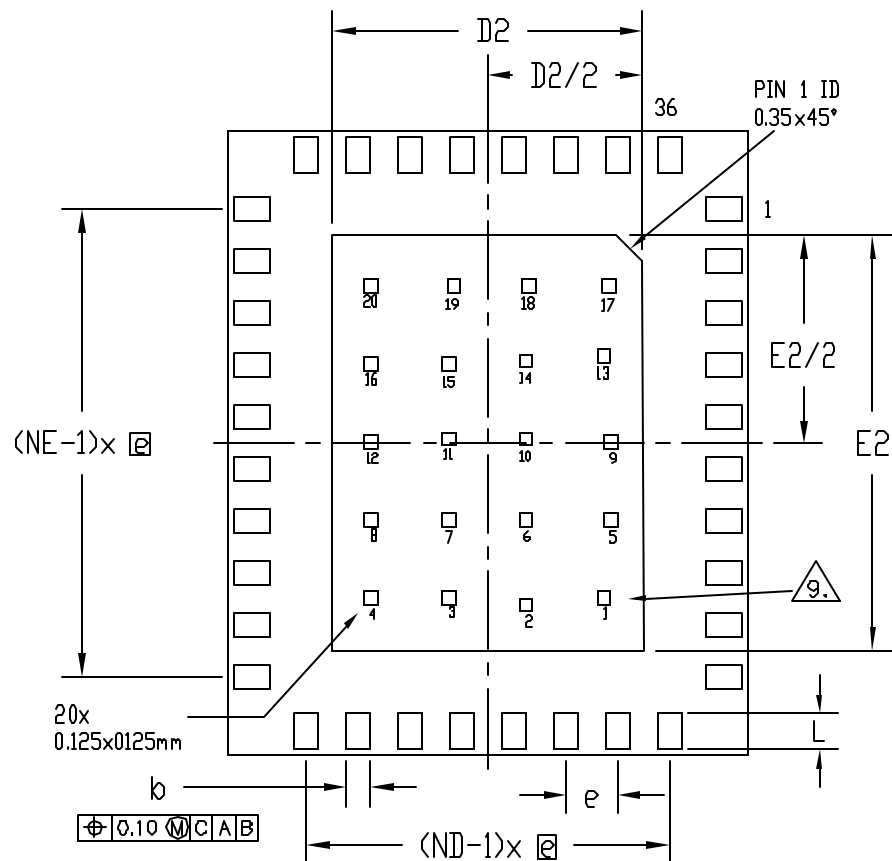 D2
D2/2
PIN 1 ID
0.35x45°
36
1
20 19 18 17
16 15 14 13
E2/2
(NE-1)x e
E2
12 11 10 9
8 7 6 5
9.
4 3 2 1
20x
0.125x0125mm
L
b
e
⌖ 0.10 Ⓜ C A B
(ND-1)x e